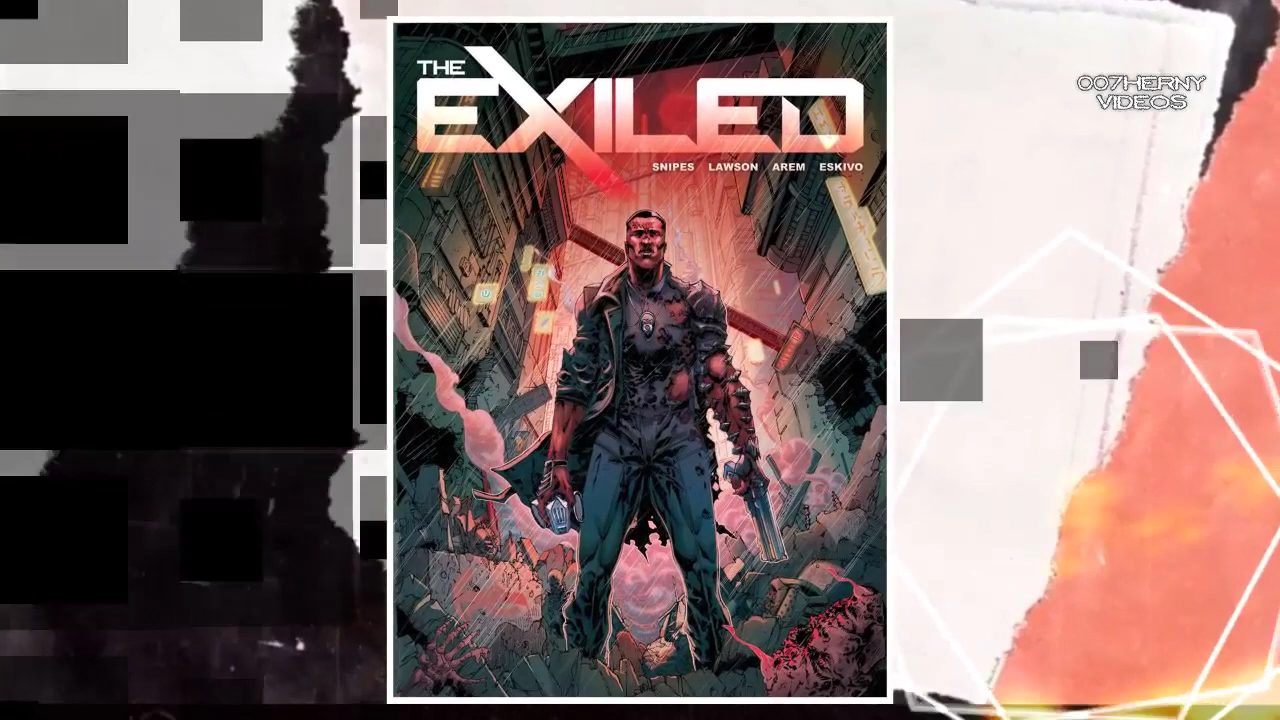 THE
EXILED
SNIPES LAWSON AREM ESKIVO
007HERNY
VIDEOS